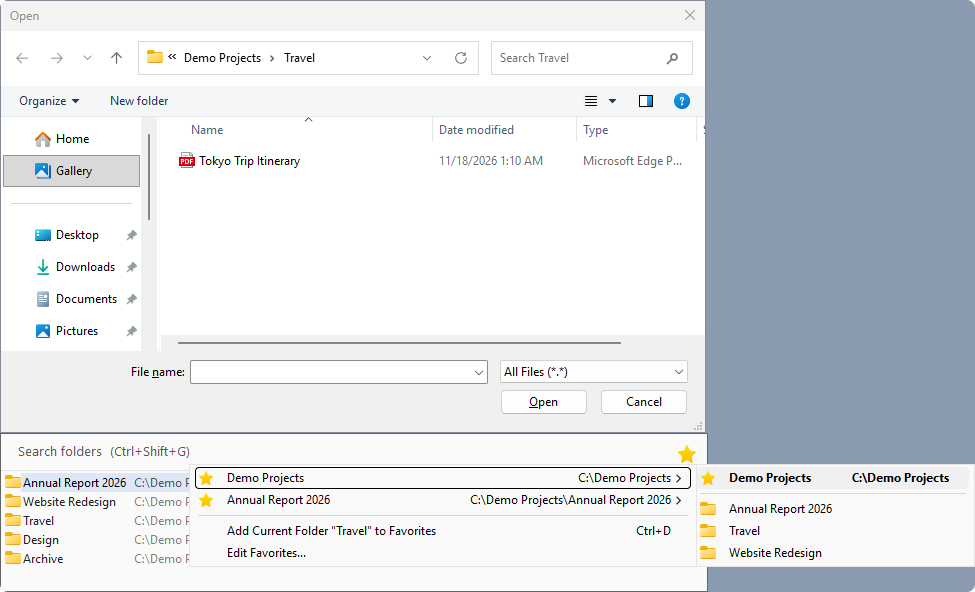 Open
« Demo Projects › Travel
Search Travel
Organize
New folder
?
Home
Gallery
Desktop
Downloads
Documents
Pictures
Name
Date modified
Type
PDF Tokyo Trip Itinerary
11/18/2026 1:10 AM
Microsoft Edge P...
File name:
All Files (*.*)
Open
Cancel
Search folders (Ctrl+Shift+G)
Annual Report 2026 C:\Demo
Website Redesign C:\Demo
Travel C:\Demo
Design C:\Demo
Archive C:\Demo
Demo Projects C:\Demo Projects
Annual Report 2026 C:\Demo Projects\Annual Report 2026
Add Current Folder "Travel" to Favorites Ctrl+D
Edit Favorites...
Demo Projects C:\Demo Projects
Annual Report 2026
Travel
Website Redesign